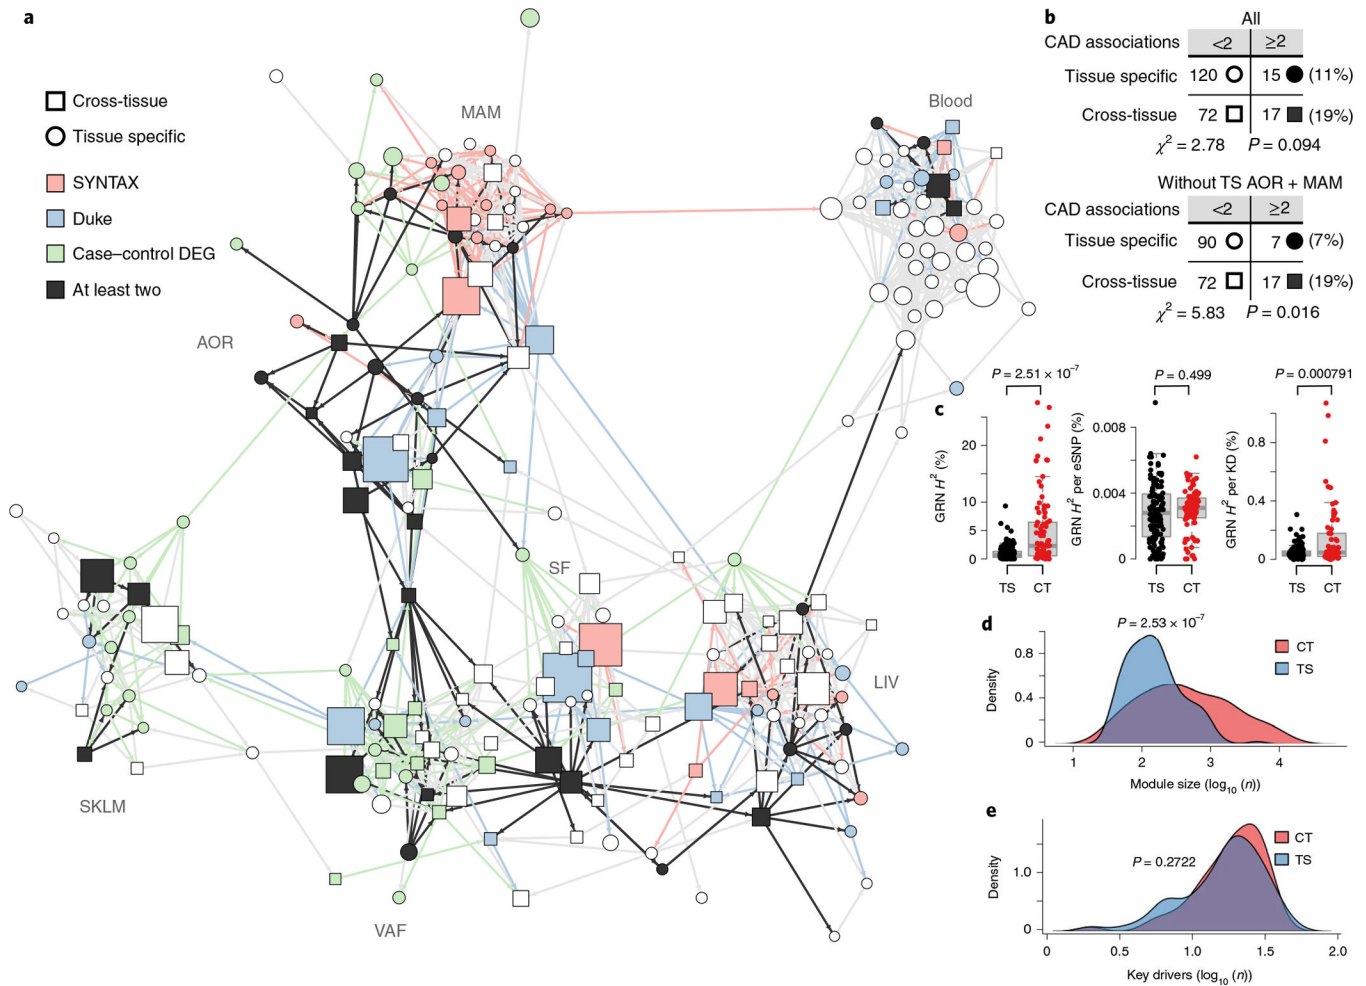 a
Cross-tissue
Tissue specific
SYNTAX
Duke
Case–control DEG
At least two
MAM
Blood
AOR
SF
LIV
SKLM
VAF
b
All
CAD associations <2 ≥2
Tissue specific 120 15 (11%)
Cross-tissue 72 17 (19%)
χ² = 2.78 P = 0.094
Without TS AOR + MAM
CAD associations <2 ≥2
Tissue specific 90 7 (7%)
Cross-tissue 72 17 (19%)
χ² = 5.83 P = 0.016
c
P = 2.51 × 10⁻⁷
GRN H² (%)
20
10
5
0
TS CT
P = 0.499
GRN H² per eSNP (%)
0.008
0.004
0
TS CT
P = 0.000791
GRN H² per KD (%)
0.8
0.4
0
TS CT
d
P = 2.53 × 10⁻⁷
CT
TS
Density
0.8
0.4
0
1 2 3 4
Module size (log₁₀ (n))
e
CT
TS
P = 0.2722
Density
1.0
0
0 0.5 1.0 1.5 2.0
Key drivers (log₁₀ (n))